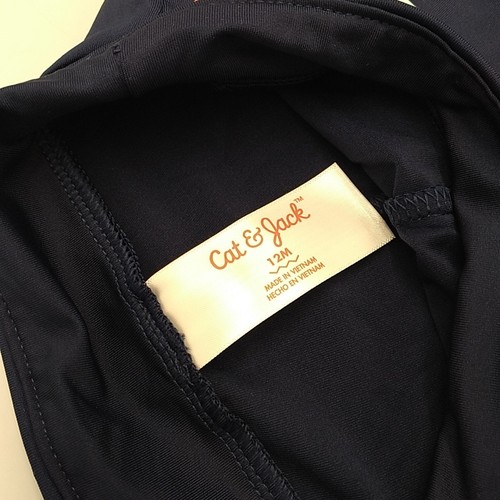 Cat & Jack™
12M
MADE IN VIETNAM
HECHO EN VIETNAM